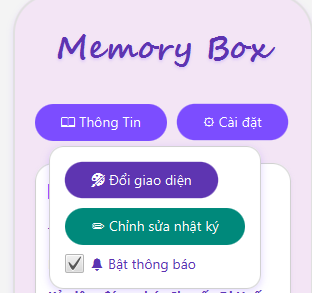 Memory Box
📖 Thông Tin
⚙ Cài đặt
🎨 Đổi giao diện
✏ Chỉnh sửa nhật ký
🔔 Bật thông báo